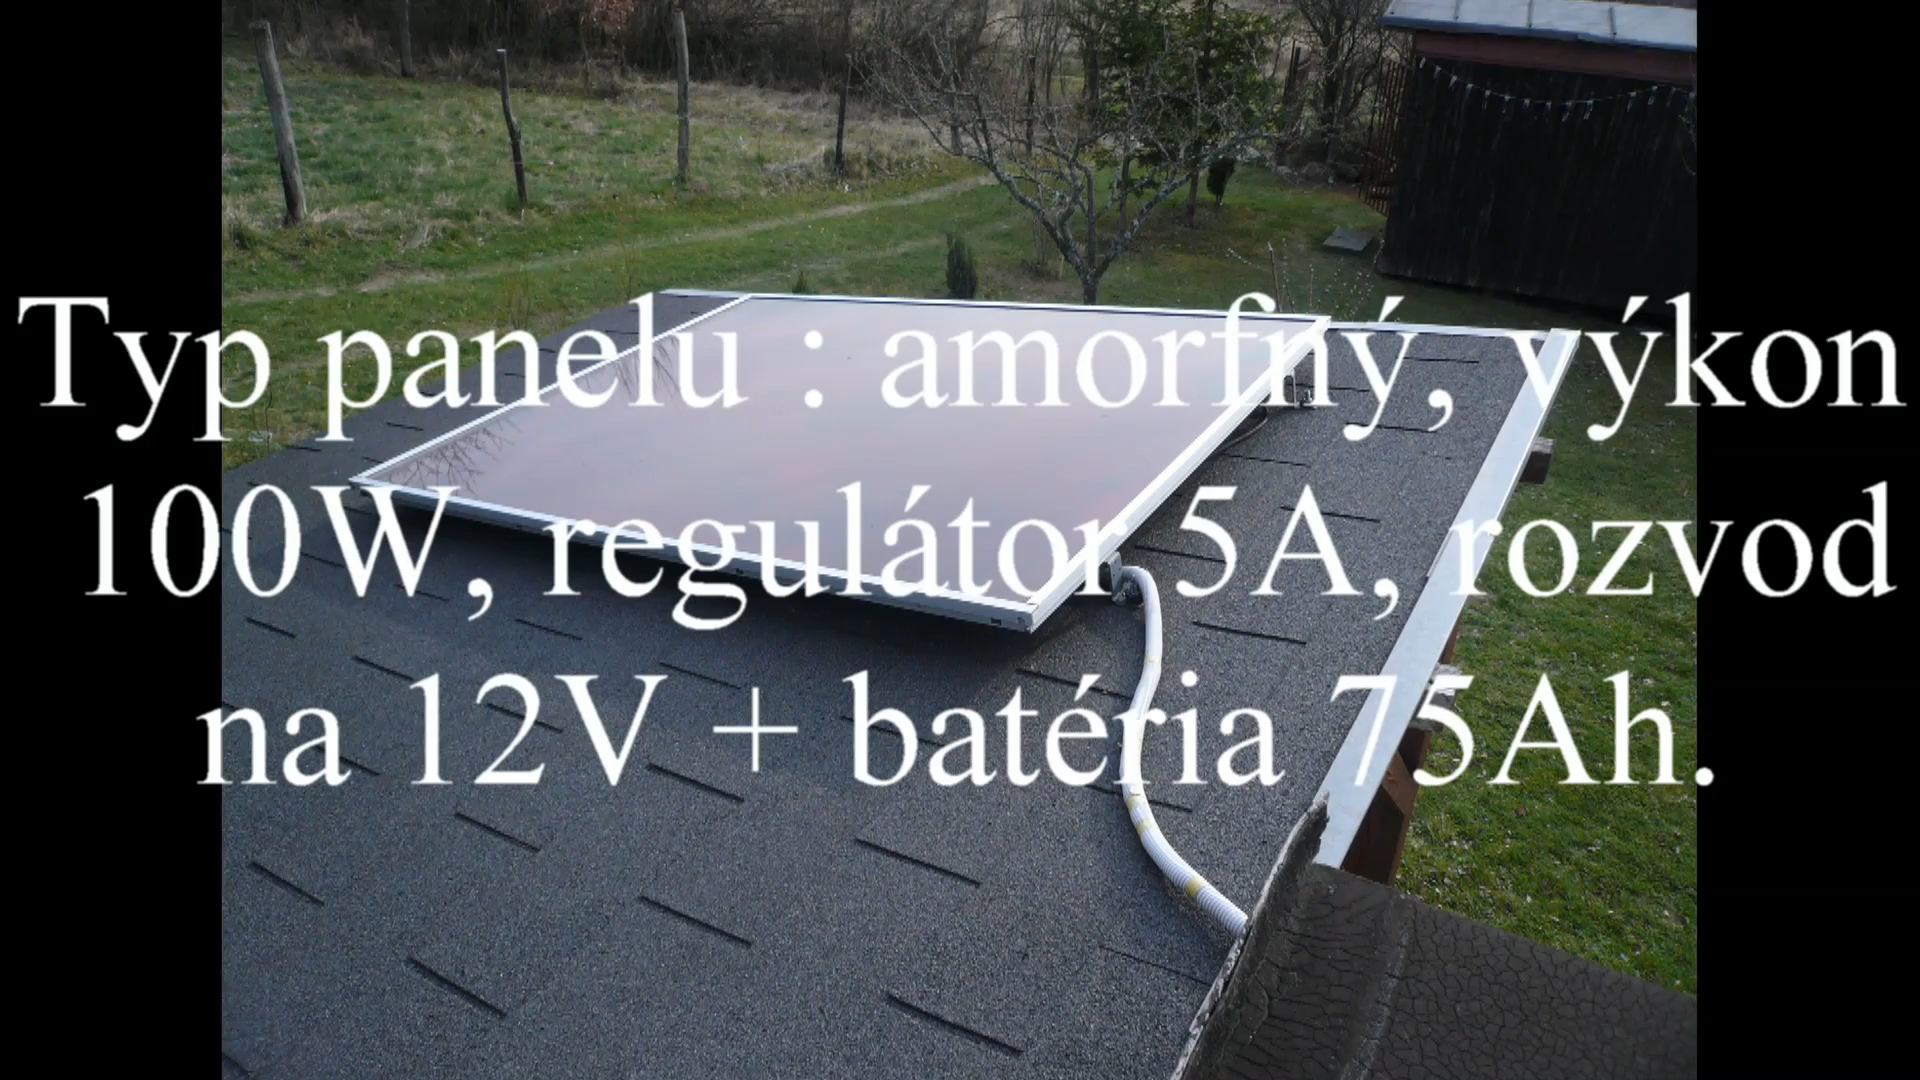 Typ panelu : amorfný, výkon
100W, regulátor 5A, rozvod
na 12V + batéria 75Ah.